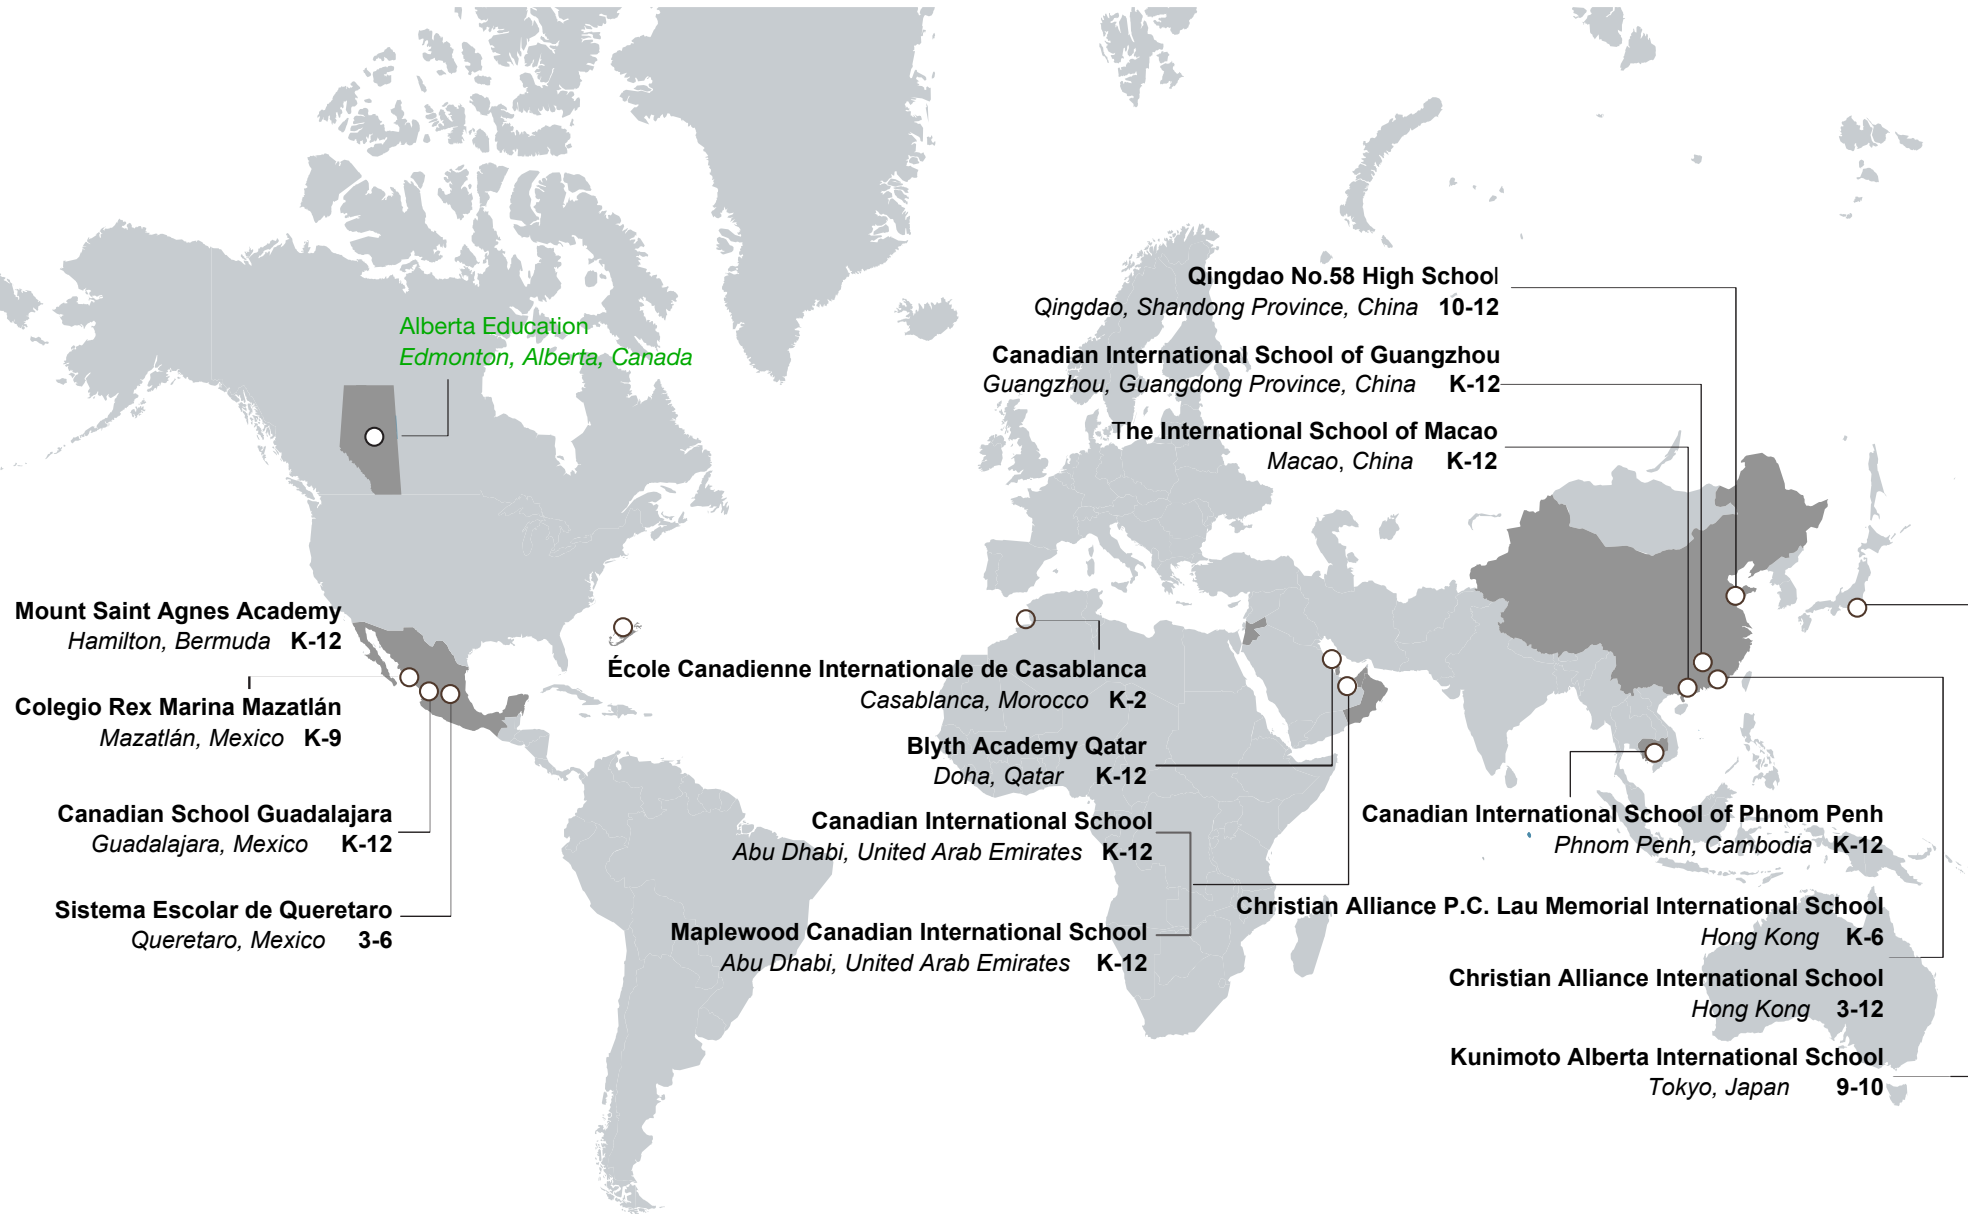 Alberta Education
Edmonton, Alberta, Canada
Mount Saint Agnes Academy
Hamilton, Bermuda K-12
Colegio Rex Marina Mazatlán
Mazatlán, Mexico K-9
Canadian School Guadalajara
Guadalajara, Mexico K-12
Sistema Escolar de Queretaro
Queretaro, Mexico 3-6
École Canadienne Internationale de Casablanca
Casablanca, Morocco K-2
Blyth Academy Qatar
Doha, Qatar K-12
Canadian International School
Abu Dhabi, United Arab Emirates K-12
Maplewood Canadian International School
Abu Dhabi, United Arab Emirates K-12
Qingdao No.58 High School
Qingdao, Shandong Province, China 10-12
Canadian International School of Guangzhou
Guangzhou, Guangdong Province, China K-12
The International School of Macao
Macao, China K-12
Canadian International School of Phnom Penh
Phnom Penh, Cambodia K-12
Christian Alliance P.C. Lau Memorial International School
Hong Kong K-6
Christian Alliance International School
Hong Kong 3-12
Kunimoto Alberta International School
Tokyo, Japan 9-10